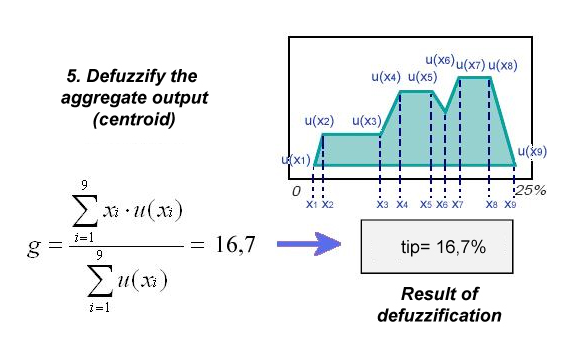 5. Defuzzify the
aggregate output
(centroid)
u(x1)
u(x2)
u(x3)
u(x4)
u(x5)
u(x6)
u(x7)
u(x8)
u(x9)
0
x1 x2 x3 x4 x5 x6 x7 x8 x9
25%
g = 9 ∑ i=1 xi · u(xi) / 9 ∑ i=1 u(xi) = 16,7
tip= 16,7%
Result of
defuzzification